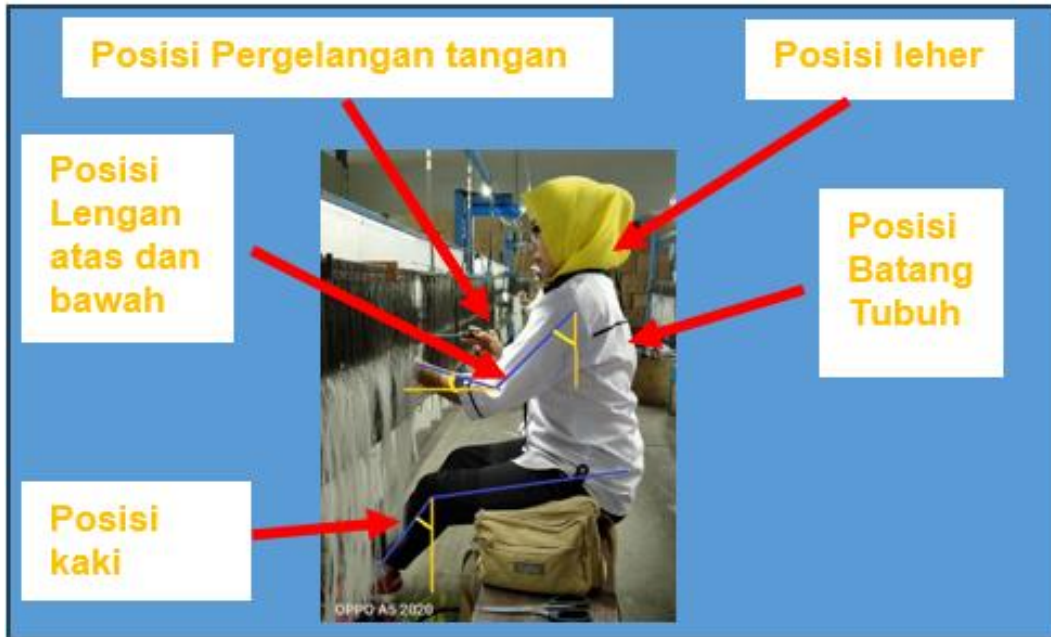 Posisi Pergelangan tangan
Posisi leher
Posisi
Lengan
atas dan
bawah
Posisi
Batang
Tubuh
Posisi
kaki
OPPO A5 2020